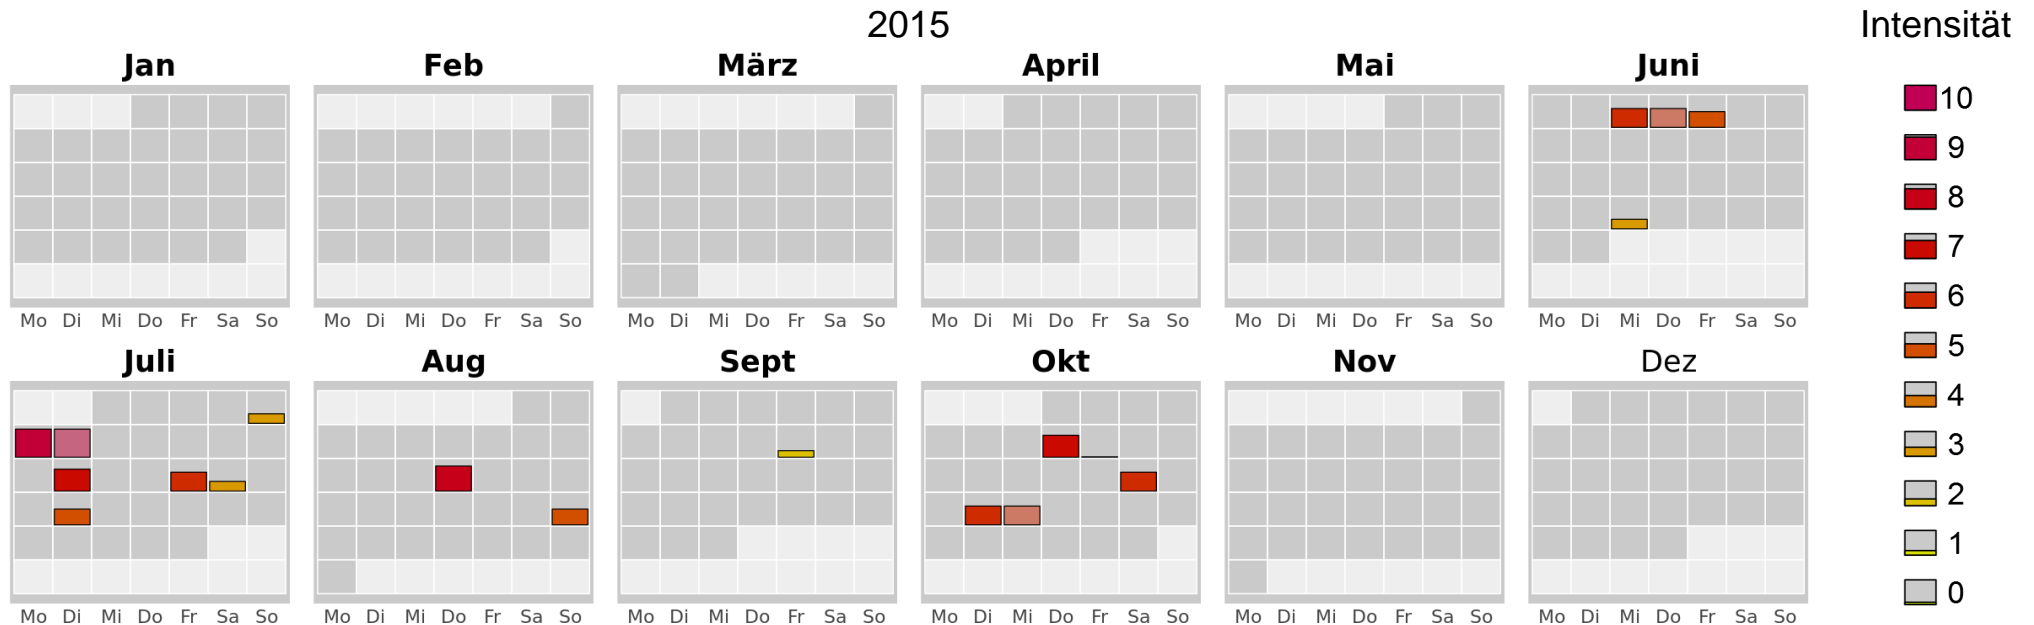 2015
Intensität
Jan Feb März April Mai Juni
Mo Di Mi Do Fr Sa So Mo Di Mi Do Fr Sa So Mo Di Mi Do Fr Sa So Mo Di Mi Do Fr Sa So Mo Di Mi Do Fr Sa So Mo Di Mi Do Fr Sa So
Juli Aug Sept Okt Nov Dez
Mo Di Mi Do Fr Sa So Mo Di Mi Do Fr Sa So Mo Di Mi Do Fr Sa So Mo Di Mi Do Fr Sa So Mo Di Mi Do Fr Sa So Mo Di Mi Do Fr Sa So
10
9
8
7
6
5
4
3
2
1
0